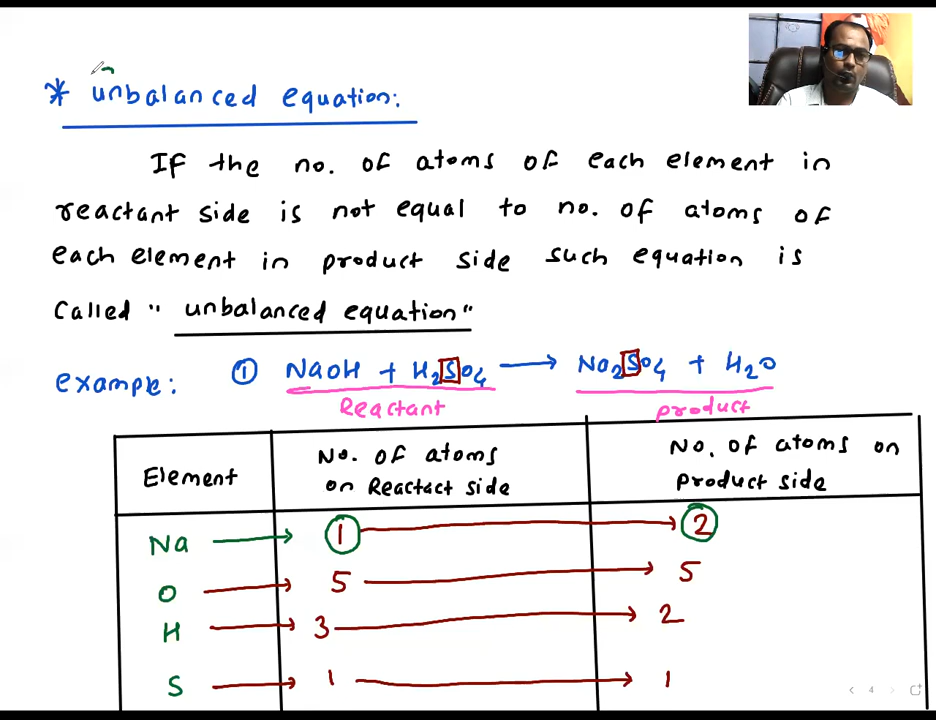 * unbalanced equation:
IF the no. of atoms of each element in
reactant side is not equal to no. of atoms of
each element in product side such equation is
called " unbalanced equation"
example: ① NaOH + H₂SO₄ → Na₂SO₄ + H₂O
Reactant product
Element No. of atoms on Reactact side No. of atoms on Product side
Na → 1 → 2
O → 5 → 5
H → 3 → 2
S → 1 → 1
< 4 >